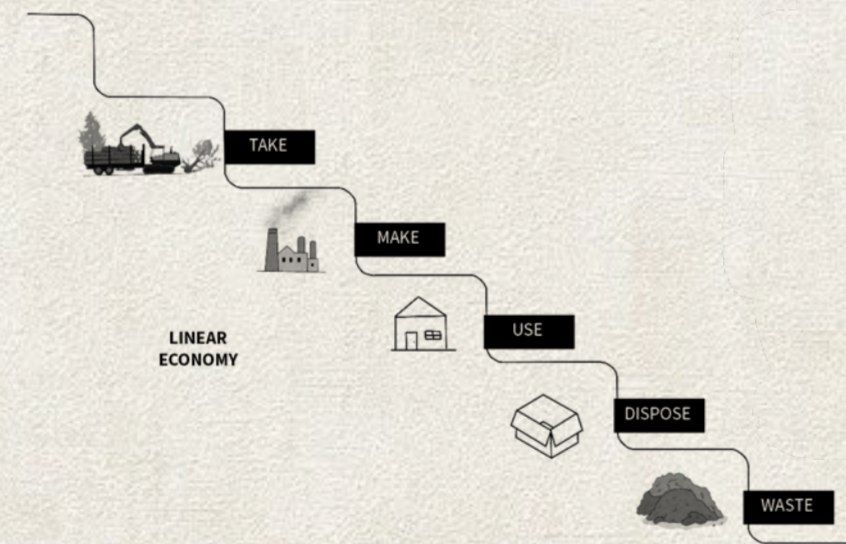 TAKE
MAKE
USE
LINEAR
ECONOMY
DISPOSE
WASTE